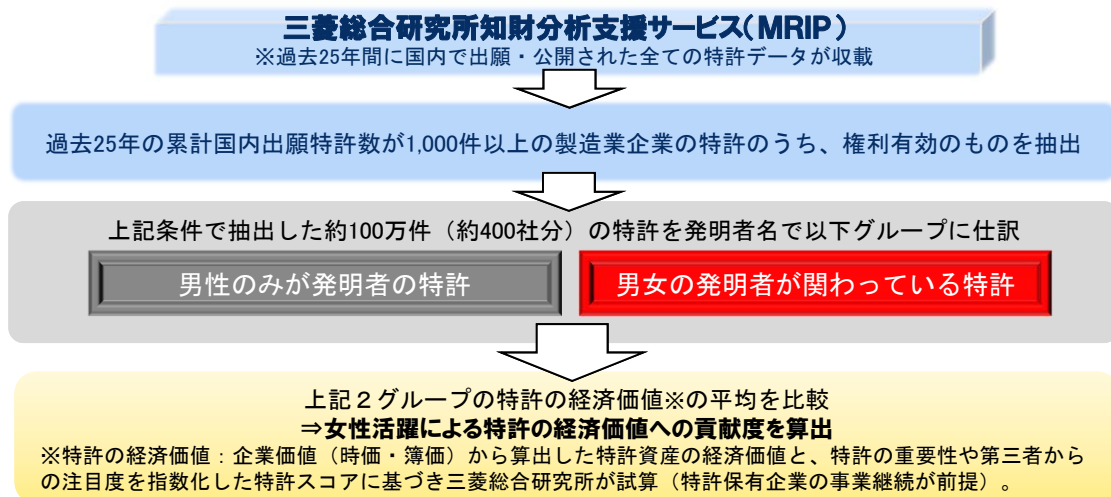 三菱総合研究所知財分析支援サービス(MRIP)
※過去25年間に国内で出願・公開された全ての特許データが収載
過去25年の累計国内出願特許数が1,000件以上の製造業企業の特許のうち、権利有効のものを抽出
上記条件で抽出した約100万件（約400社分）の特許を発明者名で以下グループに仕訳
男性のみが発明者の特許
男女の発明者が関わっている特許
上記２グループの特許の経済価値※の平均を比較
⇒女性活躍による特許の経済価値への貢献度を算出
※特許の経済価値：企業価値（時価・簿価）から算出した特許資産の経済価値と、特許の重要性や第三者から
の注目度を指数化した特許スコアに基づき三菱総合研究所が試算（特許保有企業の事業継続が前提）。